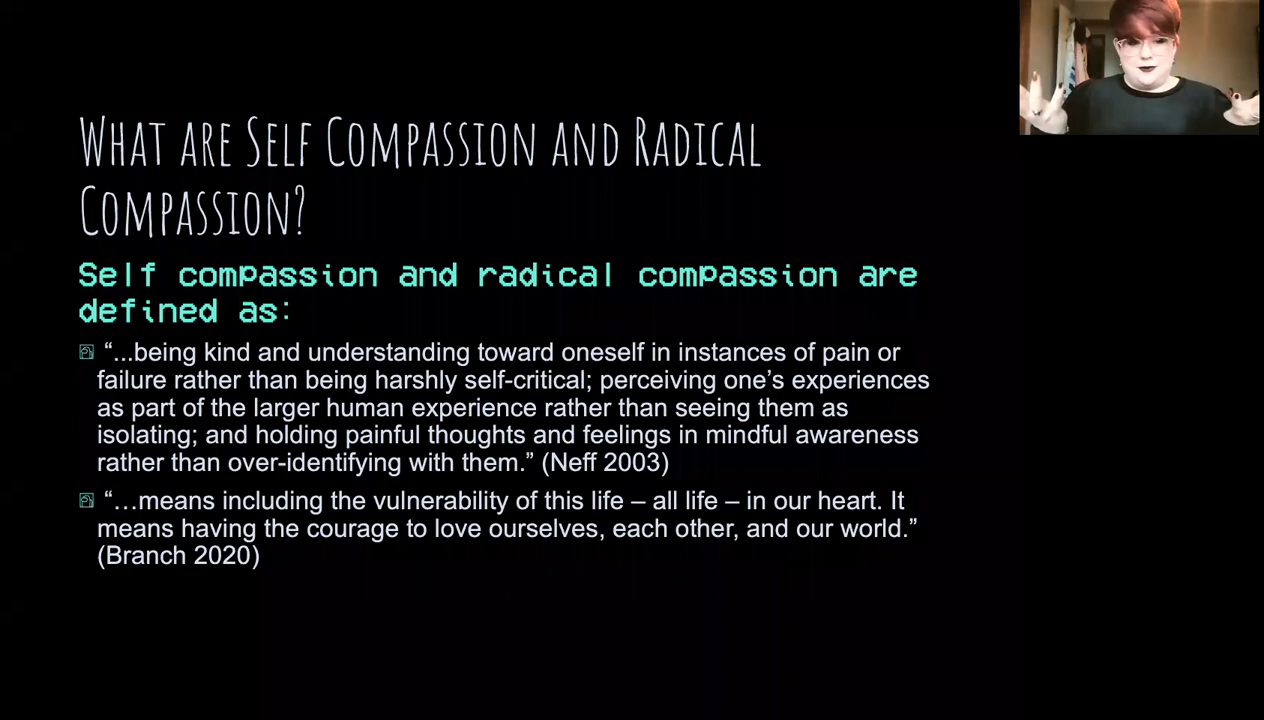 What are Self Compassion and Radical
Compassion?
Self compassion and radical compassion are
defined as:
“...being kind and understanding toward oneself in instances of pain or
failure rather than being harshly self-critical; perceiving one’s experiences
as part of the larger human experience rather than seeing them as
isolating; and holding painful thoughts and feelings in mindful awareness
rather than over-identifying with them.” (Neff 2003)
“…means including the vulnerability of this life – all life – in our heart. It
means having the courage to love ourselves, each other, and our world.”
(Branch 2020)